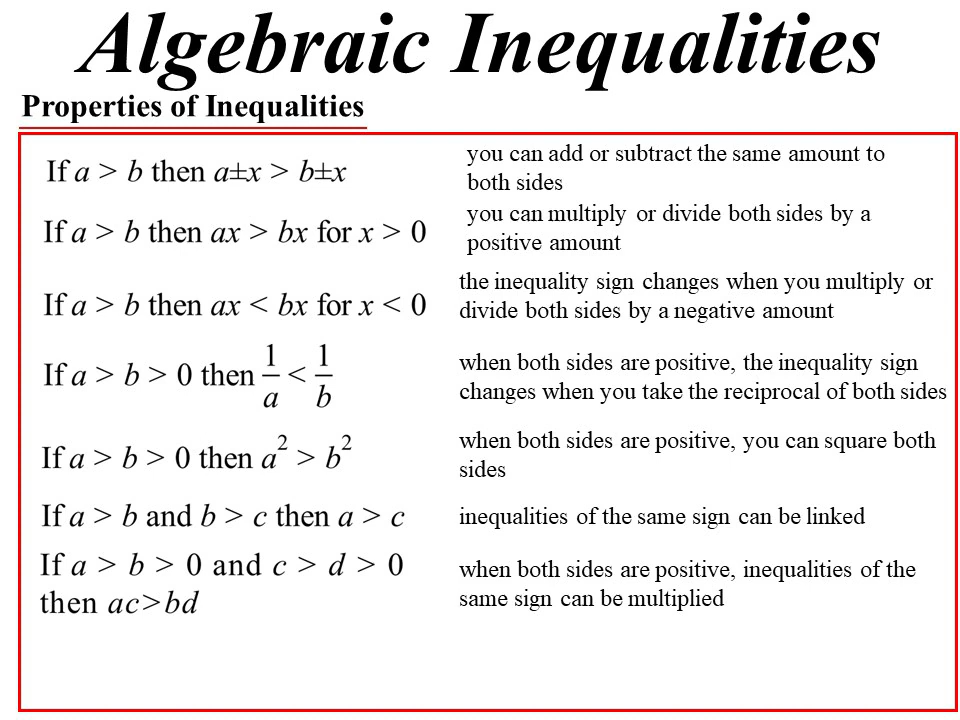 Algebraic Inequalities
Properties of Inequalities
If a > b then a±x > b±x
you can add or subtract the same amount to
both sides
If a > b then ax > bx for x > 0
you can multiply or divide both sides by a
positive amount
If a > b then ax < bx for x < 0
the inequality sign changes when you multiply or
divide both sides by a negative amount
If a > b > 0 then 1/a < 1/b
when both sides are positive, the inequality sign
changes when you take the reciprocal of both sides
If a > b > 0 then a² > b²
when both sides are positive, you can square both
sides
If a > b and b > c then a > c
inequalities of the same sign can be linked
If a > b > 0 and c > d > 0
then ac>bd
when both sides are positive, inequalities of the
same sign can be multiplied